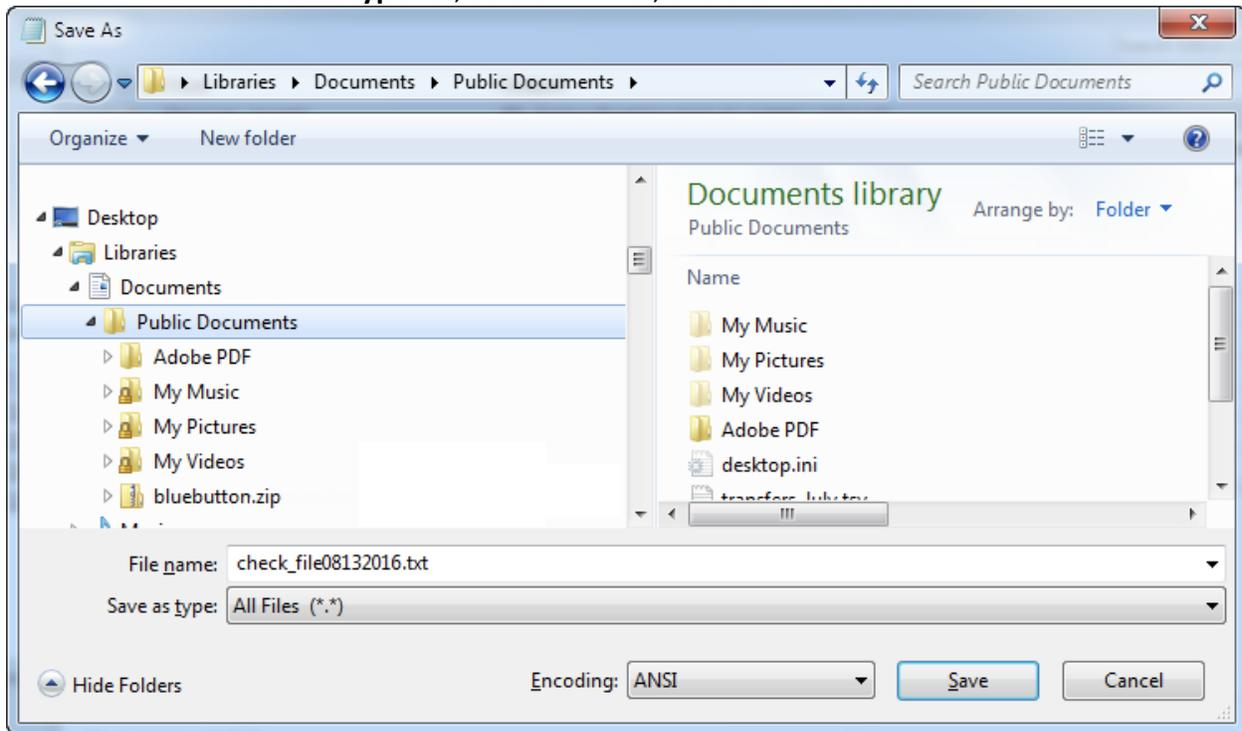 Save As
Libraries Documents Public Documents
Search Public Documents
Organize New folder
Desktop
Libraries
Documents
Public Documents
Adobe PDF
My Music
My Pictures
My Videos
bluebutton.zip
Documents library
Public Documents
Arrange by: Folder
Name
My Music
My Pictures
My Videos
Adobe PDF
desktop.ini
File name: check_file08132016.txt
Save as type: All Files (*.*)
Hide Folders
Encoding: ANSI
Save
Cancel